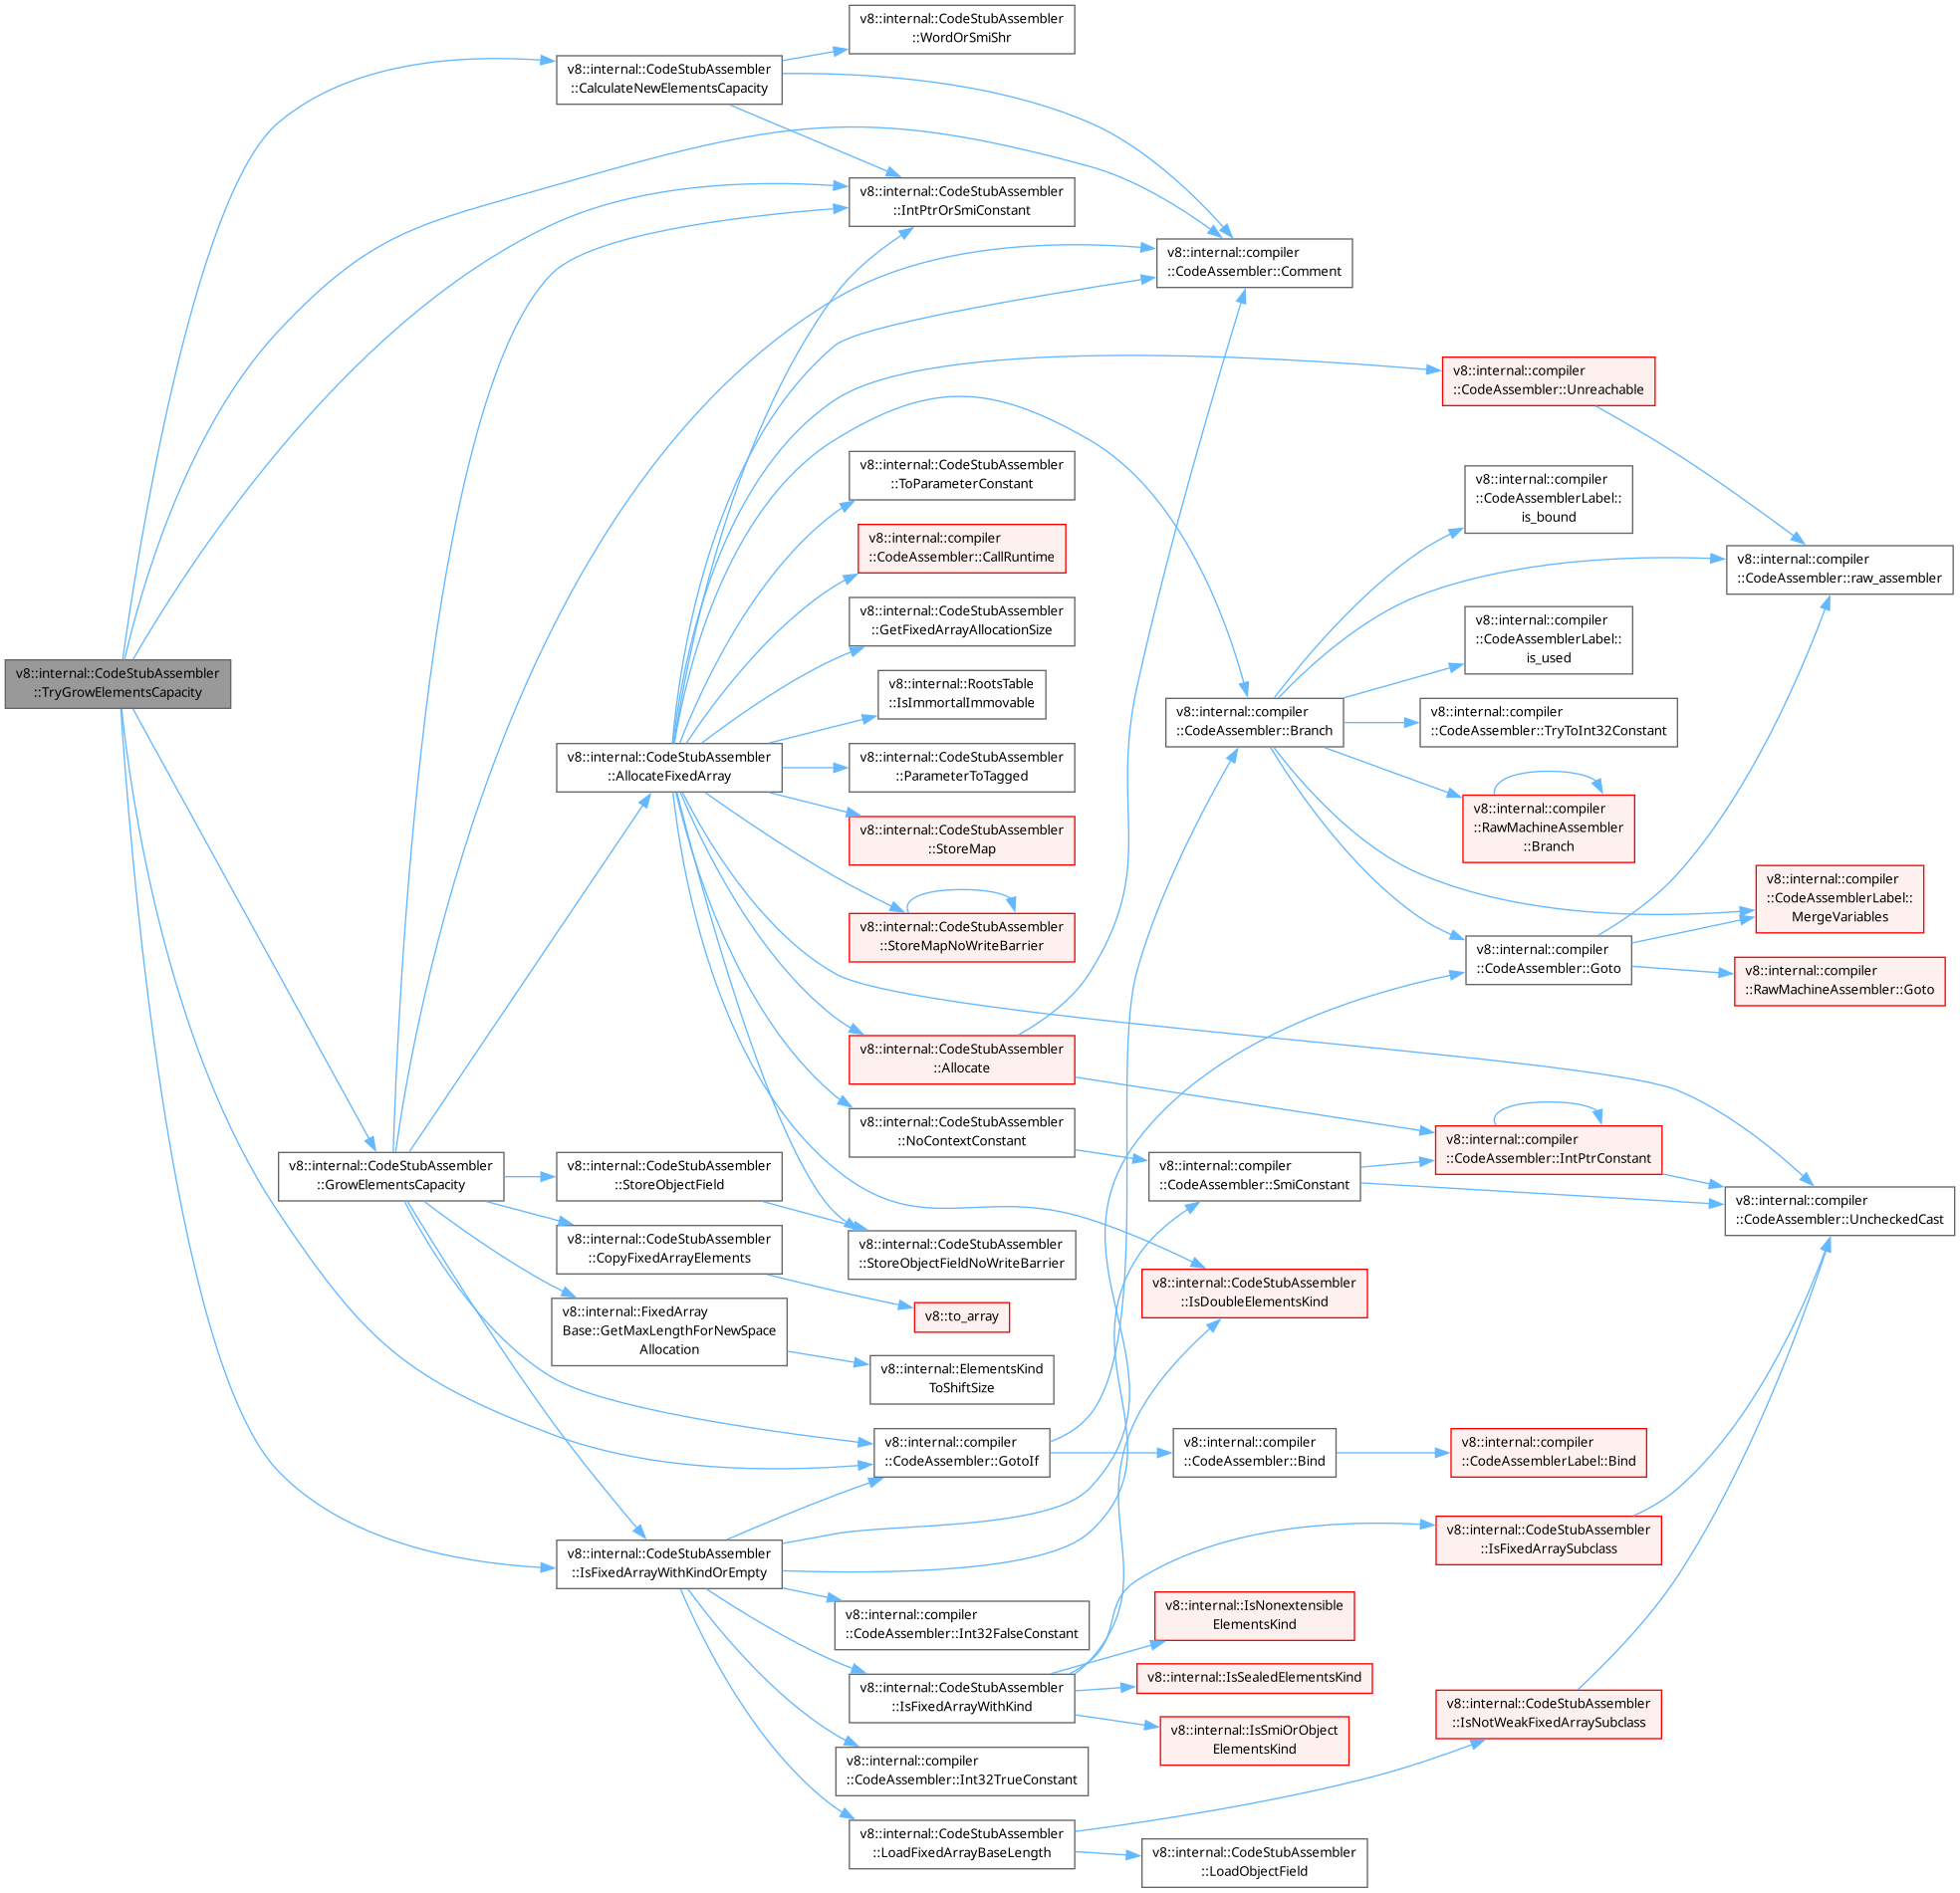 v8::internal::CodeStubAssembler
::TryGrowElementsCapacity
v8::internal::CodeStubAssembler
::CalculateNewElementsCapacity
v8::internal::CodeStubAssembler
::GrowElementsCapacity
v8::internal::CodeStubAssembler
::AllocateFixedArray
v8::internal::CodeStubAssembler
::StoreObjectField
v8::internal::CodeStubAssembler
::CopyFixedArrayElements
v8::internal::FixedArray
Base::GetMaxLengthForNewSpace
Allocation
v8::internal::CodeStubAssembler
::IsFixedArrayWithKindOrEmpty
v8::internal::CodeStubAssembler
::WordOrSmiShr
v8::internal::CodeStubAssembler
::IntPtrOrSmiConstant
v8::internal::CodeStubAssembler
::ToParameterConstant
v8::internal::compiler
::CodeAssembler::CallRuntime
v8::internal::CodeStubAssembler
::GetFixedArrayAllocationSize
v8::internal::RootsTable
::IsImmortalImmovable
v8::internal::CodeStubAssembler
::ParameterToTagged
v8::internal::CodeStubAssembler
::StoreMap
v8::internal::CodeStubAssembler
::StoreMapNoWriteBarrier
v8::internal::CodeStubAssembler
::Allocate
v8::internal::CodeStubAssembler
::NoContextConstant
v8::internal::CodeStubAssembler
::StoreObjectFieldNoWriteBarrier
v8::to_array
v8::internal::ElementsKind
ToShiftSize
v8::internal::compiler
::CodeAssembler::GotoIf
v8::internal::compiler
::CodeAssembler::Int32FalseConstant
v8::internal::CodeStubAssembler
::IsFixedArrayWithKind
v8::internal::compiler
::CodeAssembler::Int32TrueConstant
v8::internal::CodeStubAssembler
::LoadFixedArrayBaseLength
v8::internal::compiler
::CodeAssembler::Comment
v8::internal::compiler
::CodeAssembler::Branch
v8::internal::compiler
::CodeAssembler::SmiConstant
v8::internal::CodeStubAssembler
::IsDoubleElementsKind
v8::internal::compiler
::CodeAssembler::Bind
v8::internal::IsNonextensible
ElementsKind
v8::internal::IsSealedElementsKind
v8::internal::IsSmiOrObject
ElementsKind
v8::internal::CodeStubAssembler
::LoadObjectField
v8::internal::compiler
::CodeAssembler::Unreachable
v8::internal::compiler
::CodeAssemblerLabel::
is_bound
v8::internal::compiler
::CodeAssemblerLabel::
is_used
v8::internal::compiler
::CodeAssembler::TryToInt32Constant
v8::internal::compiler
::RawMachineAssembler
::Branch
v8::internal::compiler
::CodeAssembler::Goto
v8::internal::compiler
::CodeAssembler::IntPtrConstant
v8::internal::compiler
::CodeAssemblerLabel::Bind
v8::internal::CodeStubAssembler
::IsFixedArraySubclass
v8::internal::CodeStubAssembler
::IsNotWeakFixedArraySubclass
v8::internal::compiler
::CodeAssembler::raw_assembler
v8::internal::compiler
::CodeAssemblerLabel::
MergeVariables
v8::internal::compiler
::RawMachineAssembler::Goto
v8::internal::compiler
::CodeAssembler::UncheckedCast